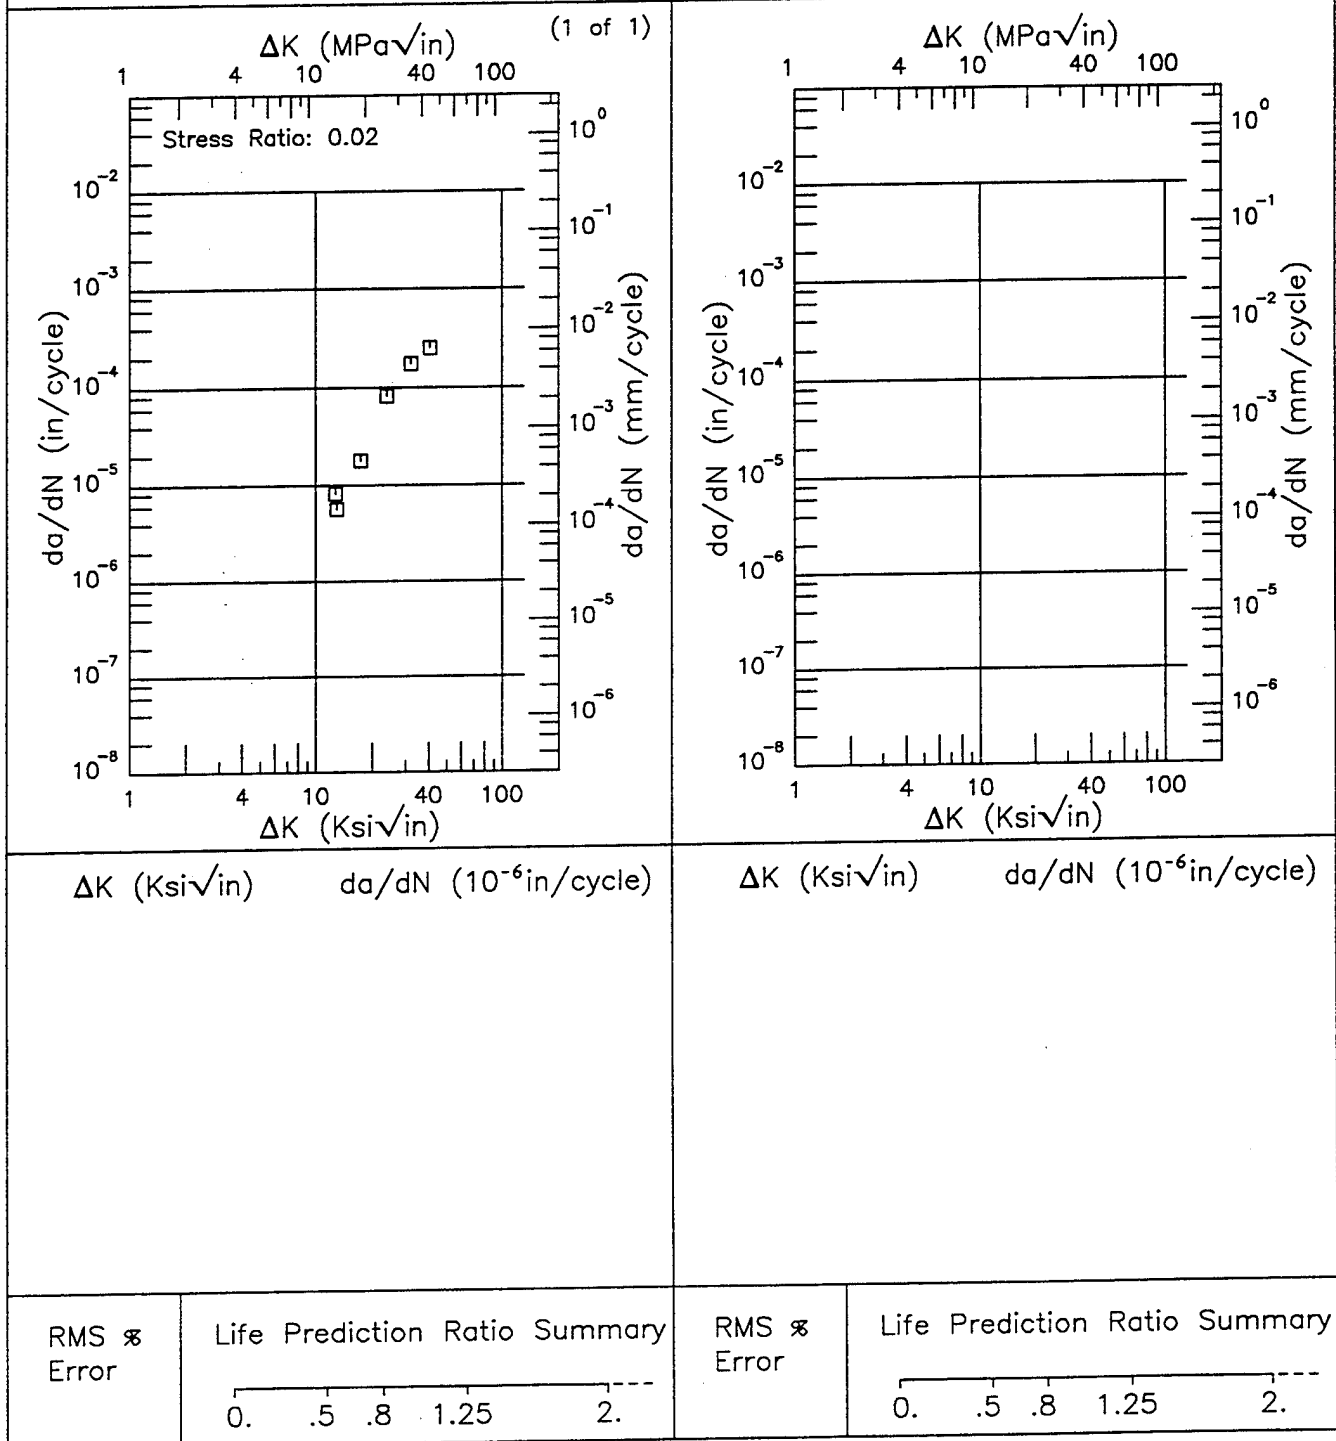 (1 of 1)
ΔK (MPa√in)
1 4 10 40 100
Stress Ratio: 0.02
10⁰
10⁻²
10⁻¹
10⁻³
10⁻²
10⁻⁴
10⁻³
10⁻⁵
10⁻⁴
10⁻⁶
10⁻⁵
10⁻⁷
10⁻⁶
10⁻⁸
da/dN (in/cycle)
da/dN (mm/cycle)
1 4 10 40 100
ΔK (Ksi√in)
ΔK (Ksi√in) da/dN (10⁻⁶in/cycle)
RMS %
Error
Life Prediction Ratio Summary
0. .5 .8 1.25 2.
ΔK (MPa√in)
1 4 10 40 100
10⁰
10⁻²
10⁻¹
10⁻³
10⁻²
10⁻⁴
10⁻³
10⁻⁵
10⁻⁴
10⁻⁶
10⁻⁵
10⁻⁷
10⁻⁶
10⁻⁸
da/dN (in/cycle)
da/dN (mm/cycle)
1 4 10 40 100
ΔK (Ksi√in)
ΔK (Ksi√in) da/dN (10⁻⁶in/cycle)
RMS %
Error
Life Prediction Ratio Summary
0. .5 .8 1.25 2.